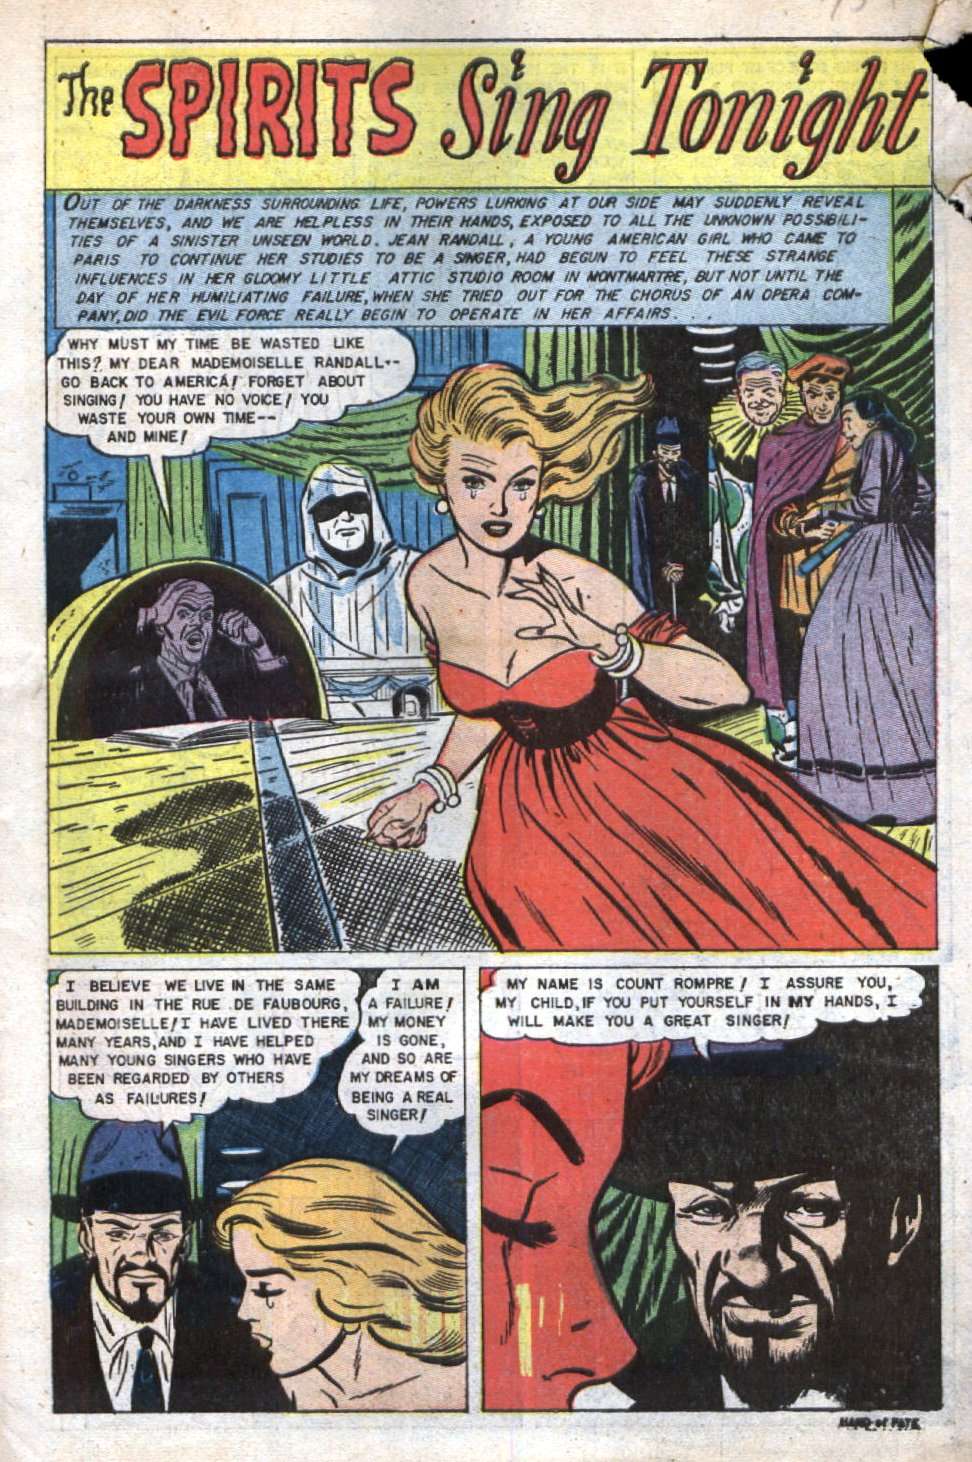 The SPIRITS Sing Tonight
OUT OF THE DARKNESS SURROUNDING LIFE, POWERS LURKING AT OUR SIDE MAY SUDDENLY REVEAL
THEMSELVES, AND WE ARE HELPLESS IN THEIR HANDS, EXPOSED TO ALL THE UNKNOWN POSSIBILI-
TIES OF A SINISTER UNSEEN WORLD. JEAN RANDALL, A YOUNG AMERICAN GIRL WHO CAME TO
PARIS TO CONTINUE HER STUDIES TO BE A SINGER, HAD BEGUN TO FEEL THESE STRANGE
INFLUENCES IN HER GLOOMY LITTLE ATTIC STUDIO ROOM IN MONTMARTRE, BUT NOT UNTIL THE
DAY OF HER HUMILIATING FAILURE, WHEN SHE TRIED OUT FOR THE CHORUS OF AN OPERA COM-
PANY, DID THE EVIL FORCE REALLY BEGIN TO OPERATE IN HER AFFAIRS...
WHY MUST MY TIME BE WASTED LIKE
THIS? MY DEAR MADEMOISELLE RANDALL--
GO BACK TO AMERICA! FORGET ABOUT
SINGING! YOU HAVE NO VOICE! YOU
WASTE YOUR OWN TIME--
AND MINE!
I BELIEVE WE LIVE IN THE SAME
BUILDING IN THE RUE DE FAUBOURG,
MADEMOISELLE! I HAVE LIVED THERE
MANY YEARS, AND I HAVE HELPED
MANY YOUNG SINGERS WHO HAVE
BEEN REGARDED BY OTHERS
AS FAILURES!
I AM
A FAILURE!
MY MONEY
IS GONE,
AND SO ARE
MY DREAMS OF
BEING A REAL
SINGER!
MY NAME IS COUNT ROMPRE! I ASSURE YOU,
MY CHILD, IF YOU PUT YOURSELF IN MY HANDS, I
WILL MAKE YOU A GREAT SINGER!
HAND OF FATE